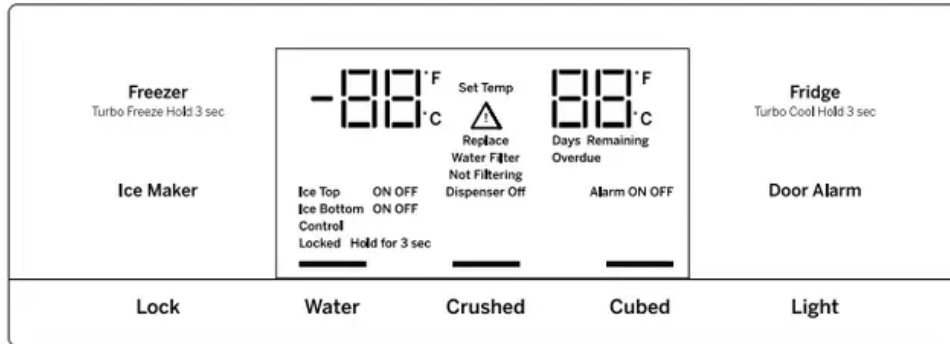 Freezer
Turbo Freeze Hold 3 sec
Ice Maker
-88 °F °C
Set Temp
88 °F °C
Replace
Water Filter
Not Filtering
Dispenser Off
Days Remaining
Overdue
Ice Top ON OFF
Ice Bottom ON OFF
Control
Locked Hold for 3 sec
Alarm ON OFF
Fridge
Turbo Cool Hold 3 sec
Door Alarm
Lock
Water
Crushed
Cubed
Light